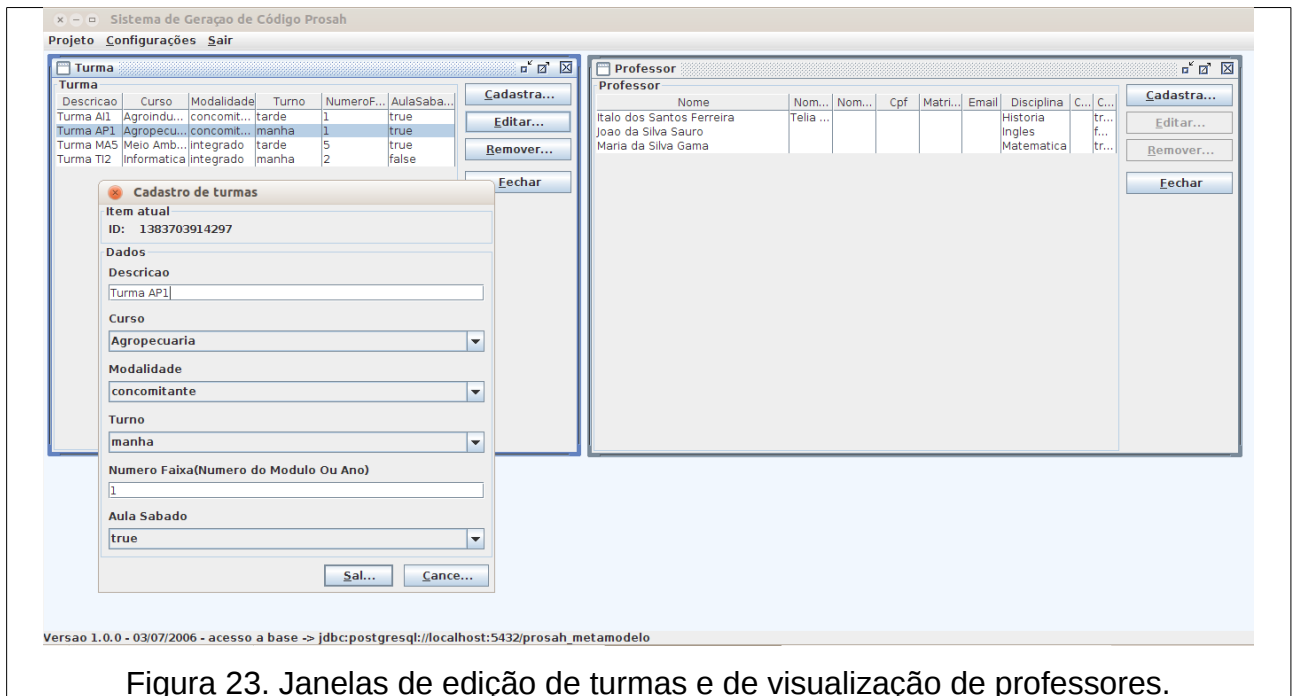 Sistema de Geraçao de Código Prosah
Projeto Configurações Sair
Turma
Turma
Descricao Curso Modalidade Turno NumeroF... AulaSaba...
Turma AI1 Agroindu... concomit... tarde 1 true
Turma AP1 Agropecu... concomit... manha 1 true
Turma MA5 Meio Amb... integrado tarde 5 true
Turma TI2 Informatica integrado manha 2 false
Cadastra...
Editar...
Remover...
Fechar
Professor
Professor
Nome Nom... Nom... Cpf Matri... Email Disciplina C... C...
Italo dos Santos Ferreira Telia ... Historia tr...
Joao da Silva Sauro Ingles f...
Maria da Silva Gama Matematica tr...
Cadastra...
Editar...
Remover...
Fechar
Cadastro de turmas
Item atual
ID: 1383703914297
Dados
Descricao
Turma AP1
Curso
Agropecuaria
Modalidade
concomitante
Turno
manha
Numero Faixa(Numero do Modulo Ou Ano)
1
Aula Sabado
true
Sal... Cance...
Versao 1.0.0 - 03/07/2006 - acesso a base -> jdbc:postgresql://localhost:5432/prosah_metamodelo
Figura 23. Janelas de edição de turmas e de visualização de professores.